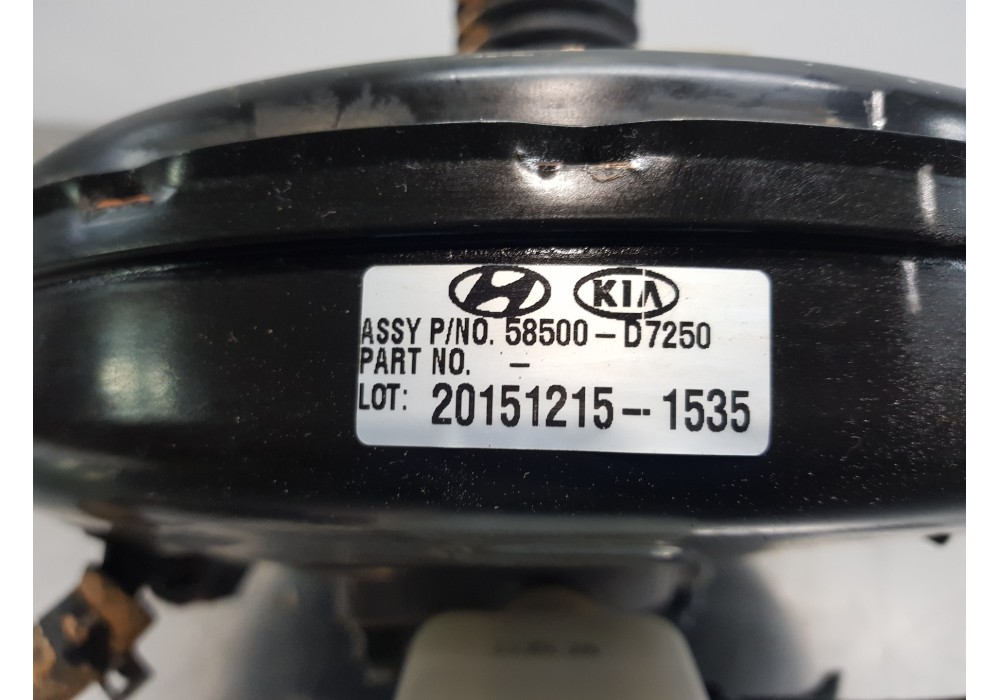 KIA
ASSY P/NO. 58500-D7250
PART NO. -
LOT: 20151215-1535